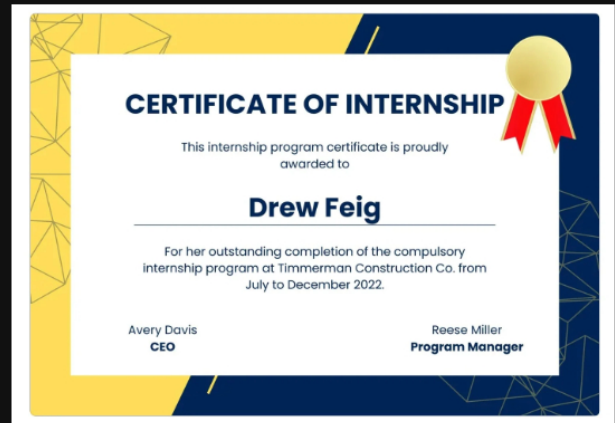 CERTIFICATE OF INTERNSHIP
This internship program certificate is proudly
awarded to
Drew Feig
For her outstanding completion of the compulsory
internship program at Timmerman Construction Co. from
July to December 2022.
Avery Davis
CEO
Reese Miller
Program Manager